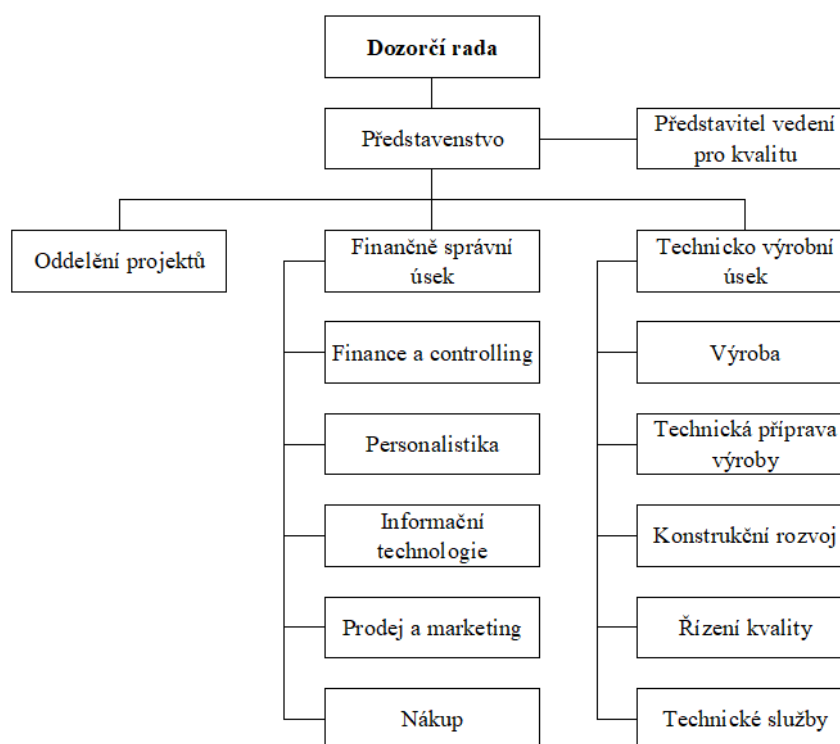 Dozorčí rada
Představenstvo
Představitel vedení
pro kvalitu
Oddelění projektů
Finančně správní
úsek
Technicko výrobní
úsek
Finance a controlling
Výroba
Personalistika
Technická příprava
výroby
Informační
technologie
Konstrukční rozvoj
Prodej a marketing
Řízení kvality
Nákup
Technické služby